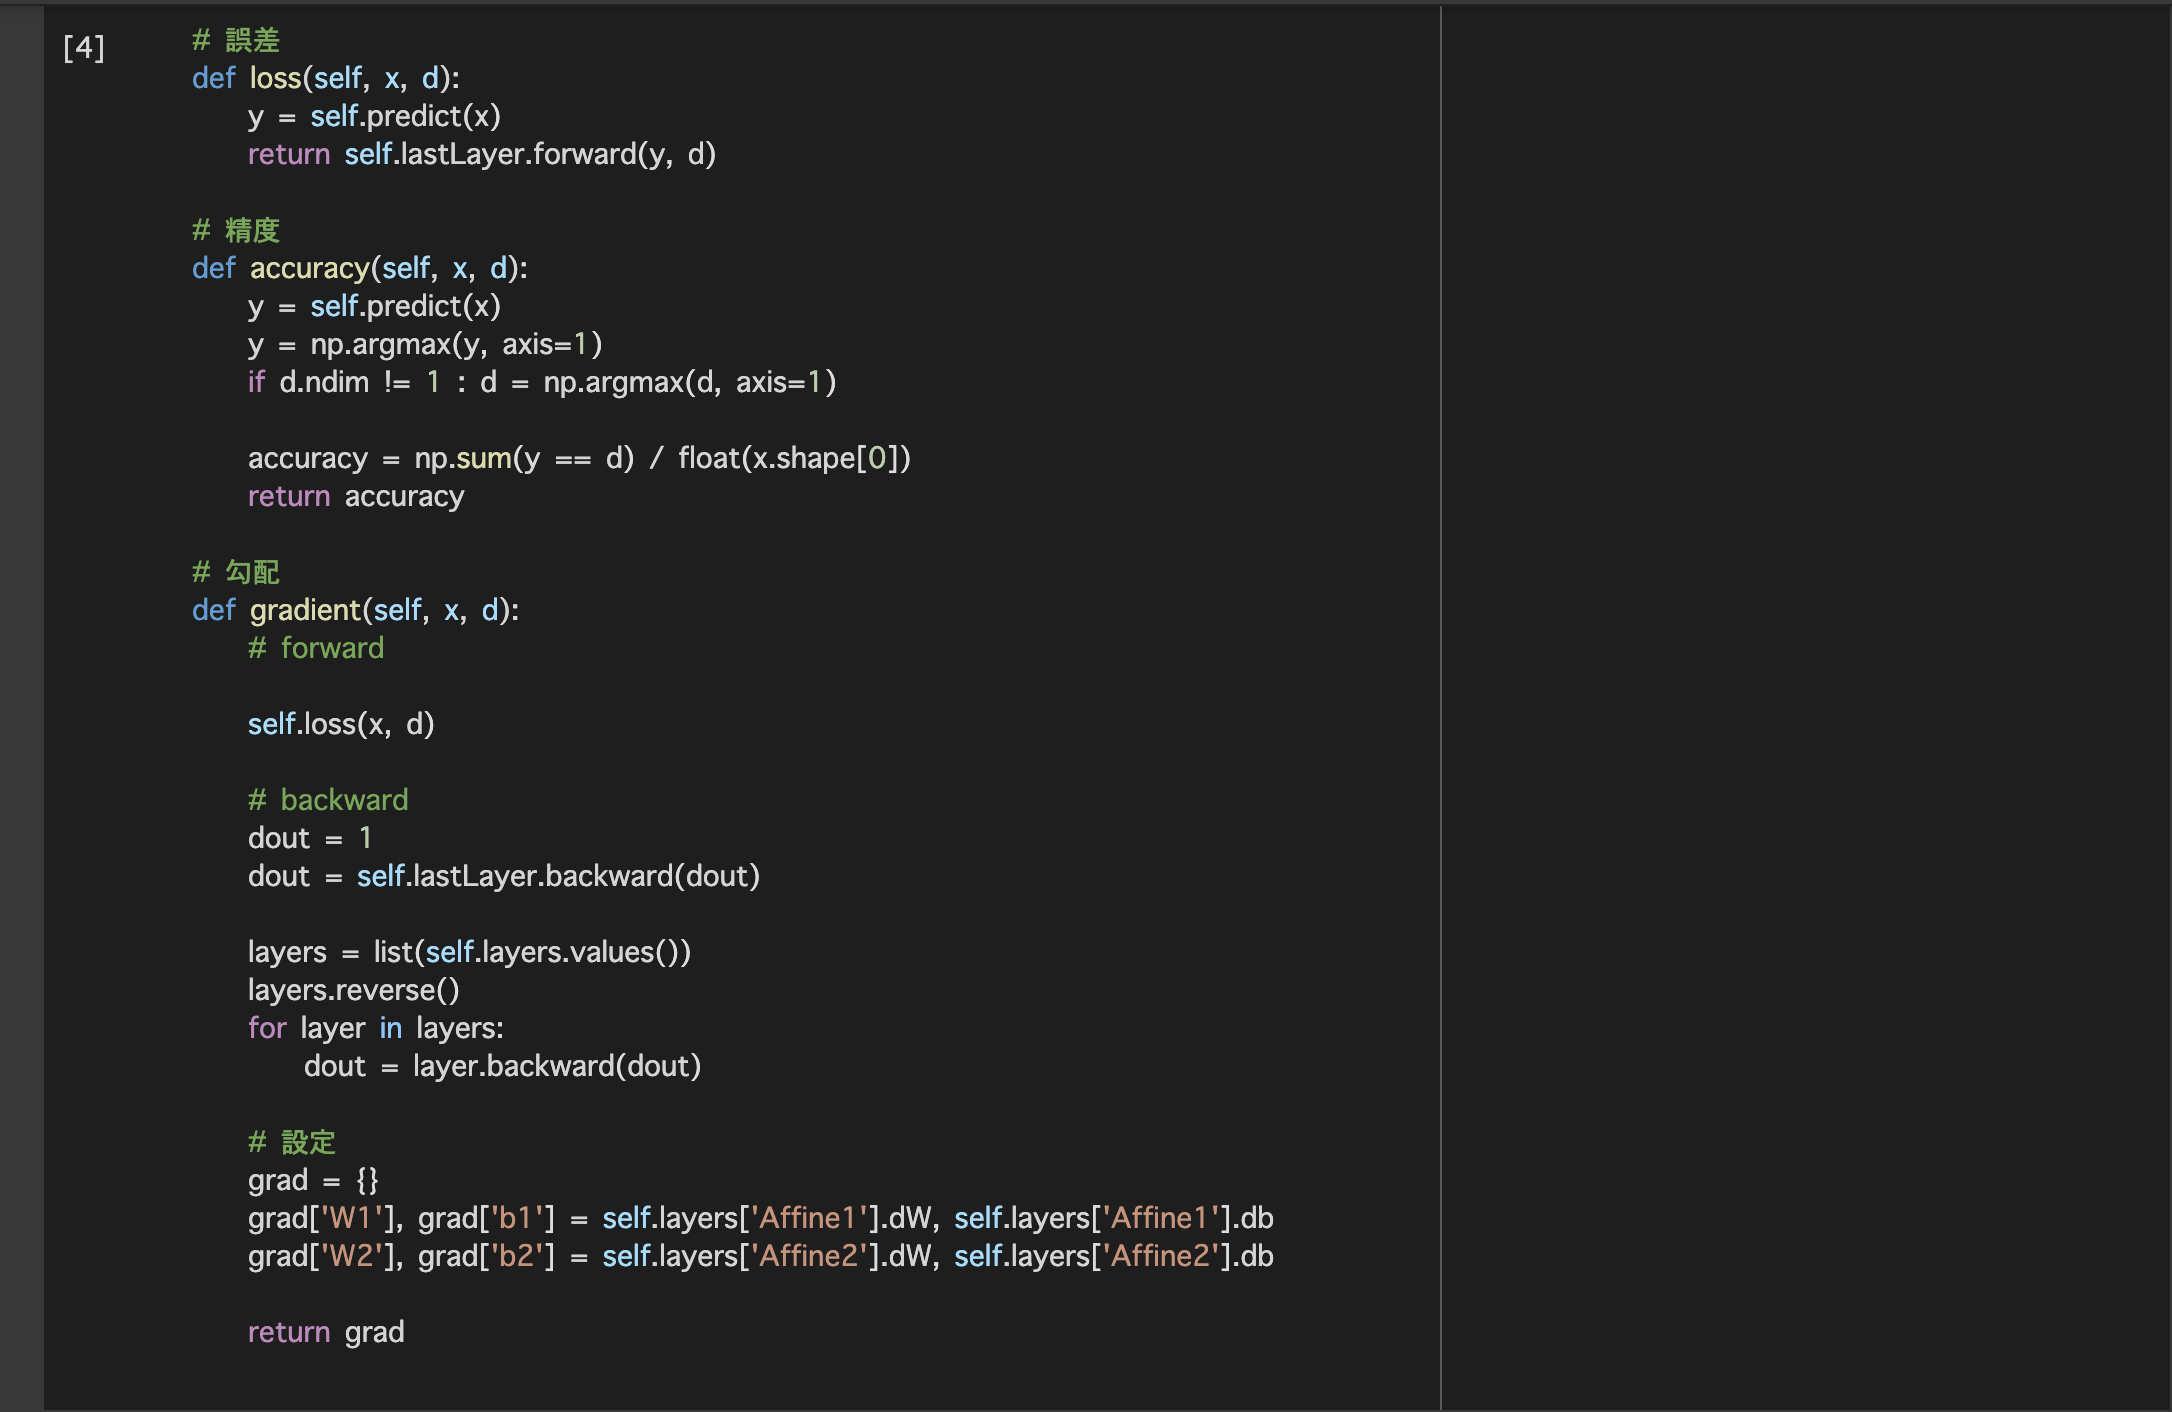 [4]
# 誤差
def loss(self, x, d):
    y = self.predict(x)
    return self.lastLayer.forward(y, d)
# 精度
def accuracy(self, x, d):
    y = self.predict(x)
    y = np.argmax(y, axis=1)
    if d.ndim != 1 : d = np.argmax(d, axis=1)
    accuracy = np.sum(y == d) / float(x.shape[0])
    return accuracy
# 勾配
def gradient(self, x, d):
    # forward
    self.loss(x, d)
    # backward
    dout = 1
    dout = self.lastLayer.backward(dout)
    layers = list(self.layers.values())
    layers.reverse()
    for layer in layers:
        dout = layer.backward(dout)
    # 設定
    grad = {}
    grad['W1'], grad['b1'] = self.layers['Affine1'].dW, self.layers['Affine1'].db
    grad['W2'], grad['b2'] = self.layers['Affine2'].dW, self.layers['Affine2'].db
    return grad